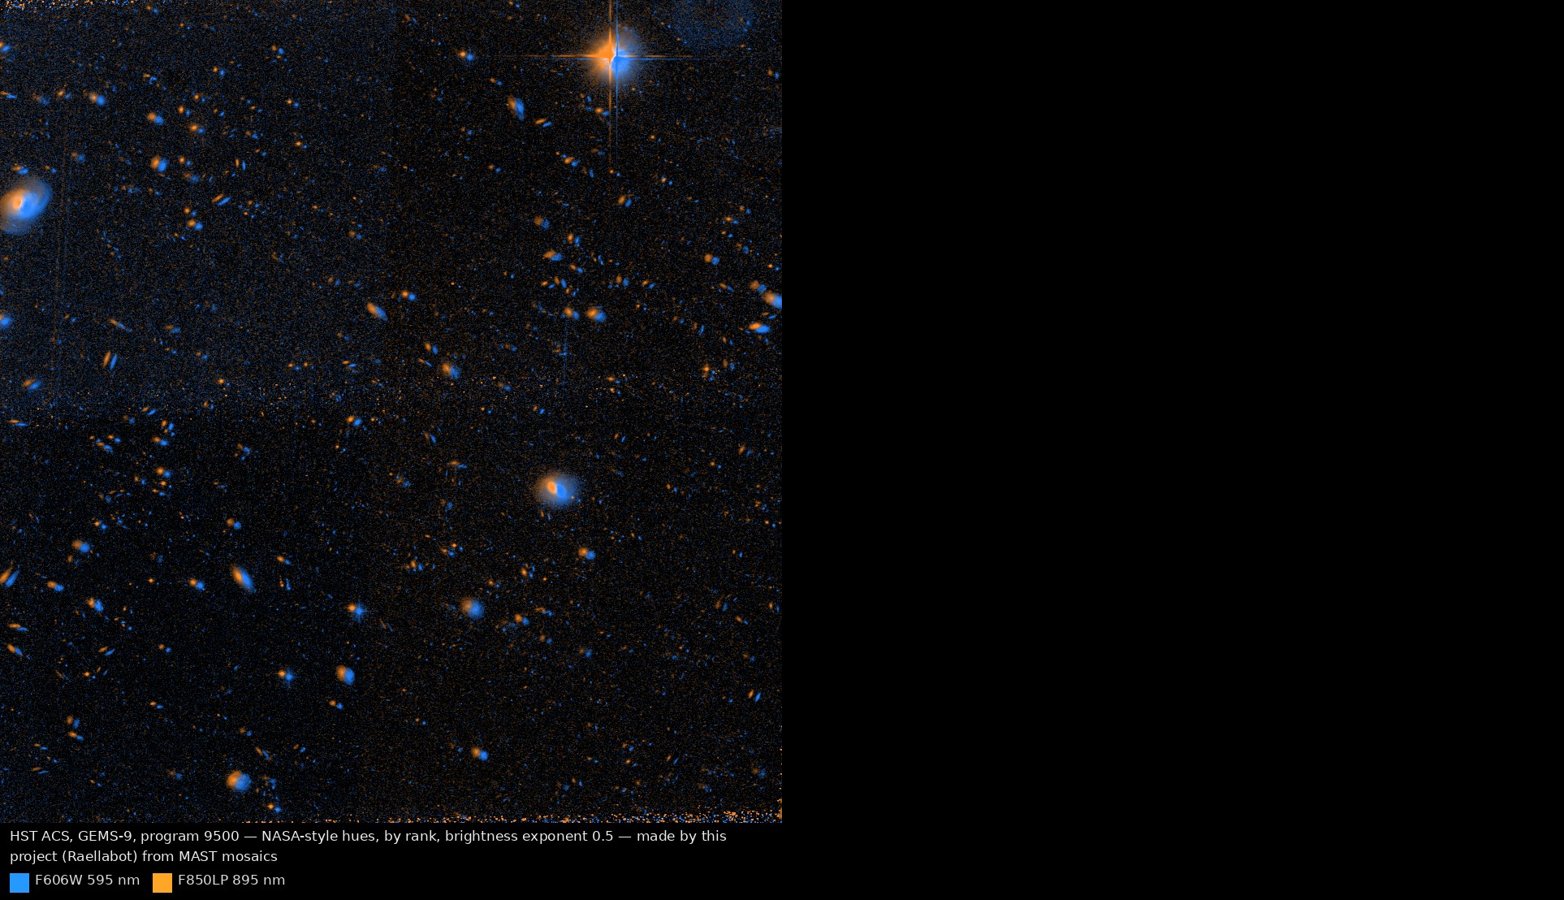 HST ACS, GEMS-9, program 9500 — NASA-style hues, by rank, brightness exponent 0.5 — made by this
project (Raellabot) from MAST mosaics
F606W 595 nm F850LP 895 nm